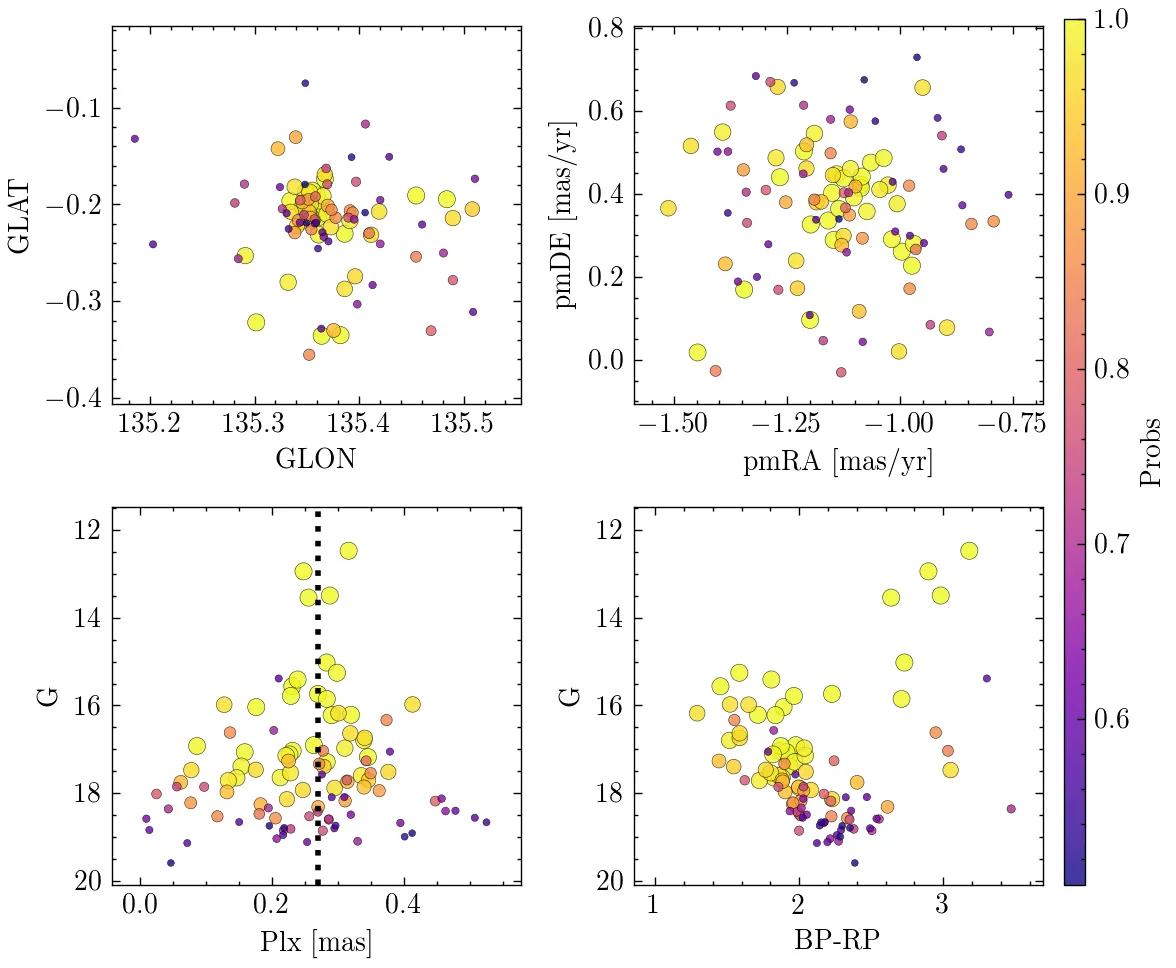 −0.1
−0.2
−0.3
−0.4
GLAT
135.2 135.3 135.4 135.5
GLON
0.8
0.6
0.4
0.2
0.0
pmDE [mas/yr]
−1.50 −1.25 −1.00 −0.75
pmRA [mas/yr]
12
14
16
18
20
G
0.0 0.2 0.4
Plx [mas]
12
14
16
18
20
G
1 2 3
BP-RP
1.0
0.9
0.8
0.7
0.6
Probs